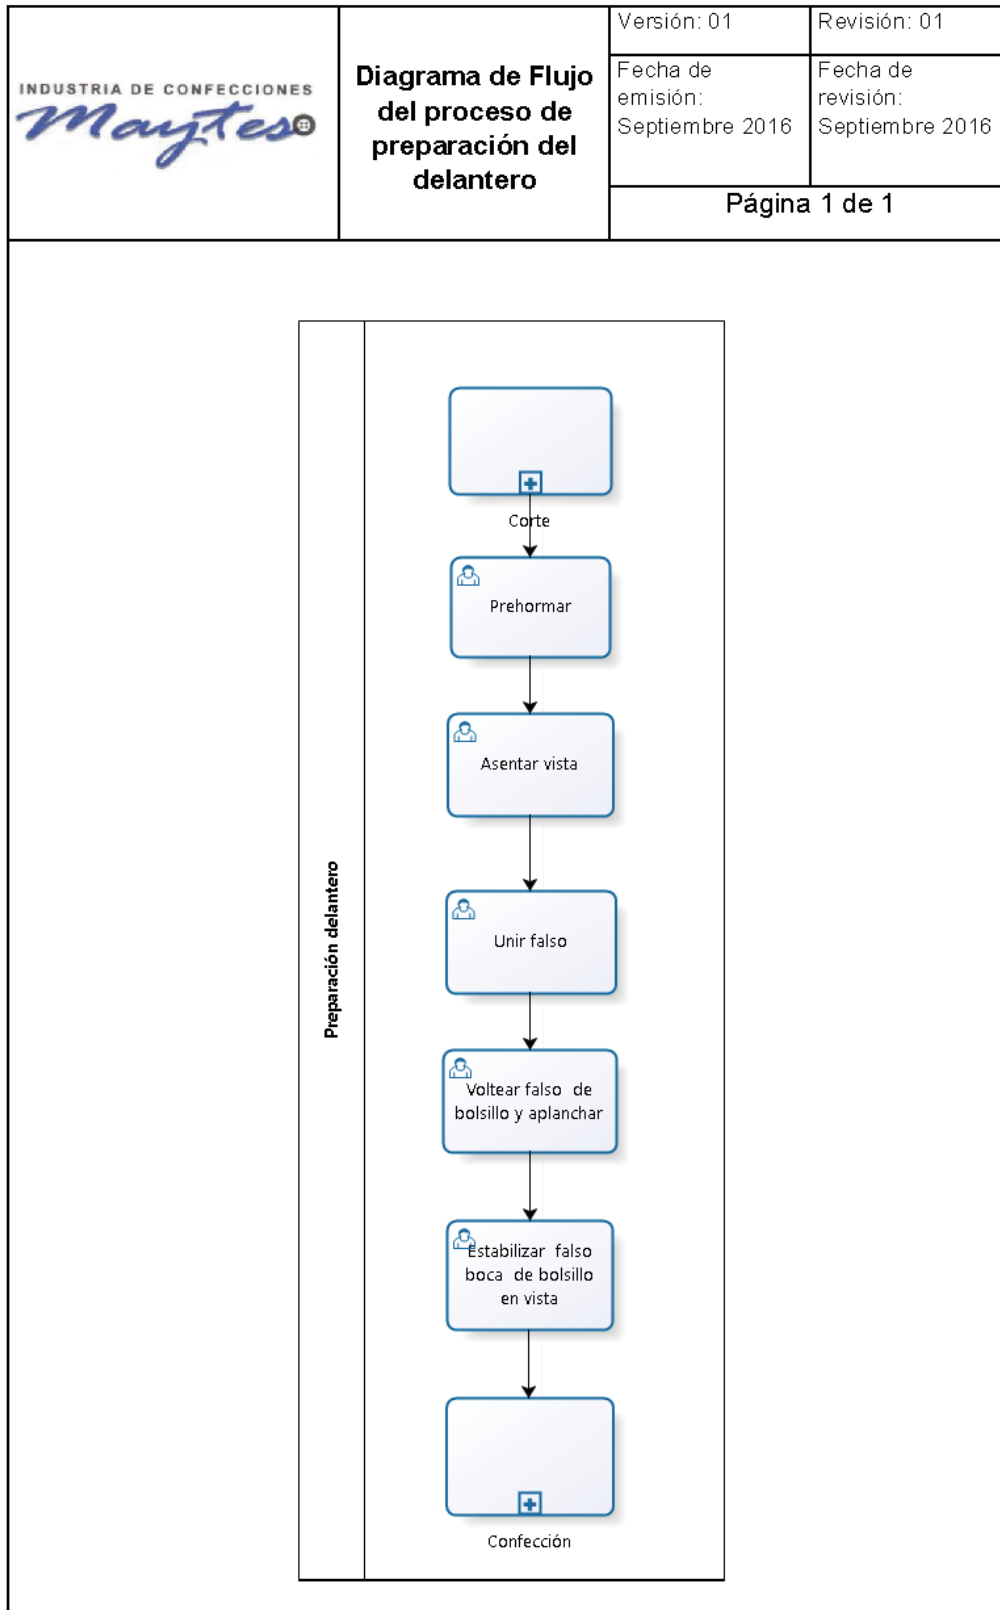 INDUSTRIA DE CONFECCIONES
Mayteso
Diagrama de Flujo
del proceso de
preparación del
delantero
Versión: 01
Revisión: 01
Fecha de
emisión:
Septiembre 2016
Fecha de
revisión:
Septiembre 2016
Página 1 de 1
Preparación delantero
Corte
Prehormar
Asentar vista
Unir falso
Voltear falso de
bolsillo y aplanchar
Estabilizar falso
boca de bolsillo
en vista
Confección